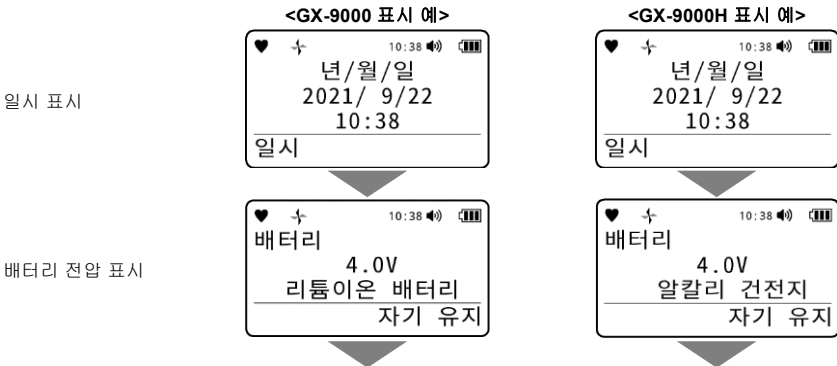 <GX-9000 표시 예>
<GX-9000H 표시 예>
일시 표시
10:38
년/월/일
2021/ 9/22
10:38
일시
10:38
년/월/일
2021/ 9/22
10:38
일시
배터리 전압 표시
10:38
배터리
4.0V
리튬이온 배터리
자기 유지
10:38
배터리
4.0V
알칼리 건전지
자기 유지